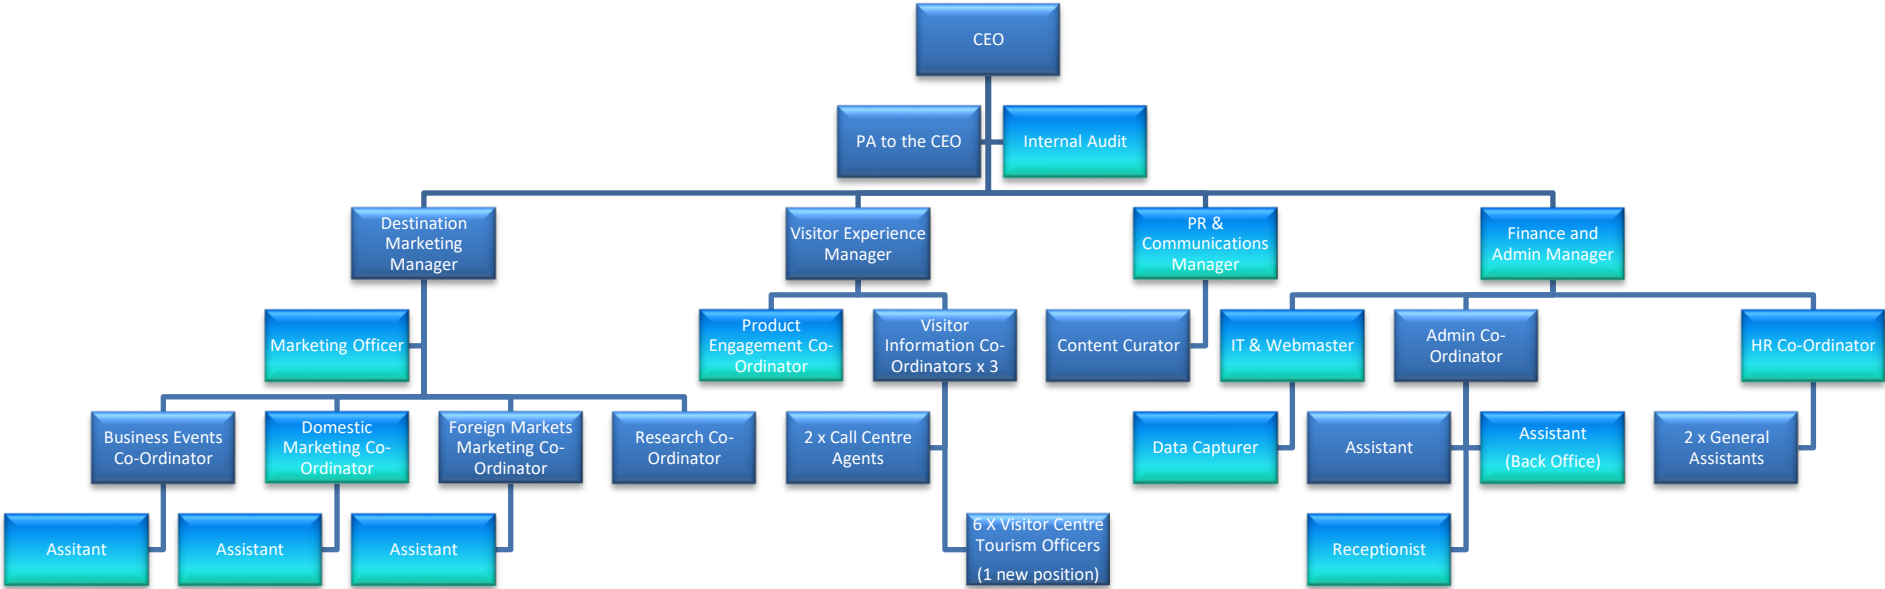 CEO
PA to the CEO
Internal Audit
Destination
Marketing
Manager
Visitor Experience
Manager
PR &
Communications
Manager
Finance and
Admin Manager
Marketing Officer
Product
Engagement Co-
Ordinator
Visitor
Information Co-
Ordinators x 3
Content Curator
IT & Webmaster
Admin Co-
Ordinator
HR Co-Ordinator
Business Events
Co-Ordinator
Domestic
Marketing Co-
Ordinator
Foreign Markets
Marketing Co-
Ordinator
Research Co-
Ordinator
2 x Call Centre
Agents
Data Capturer
Assistant
Assistant
(Back Office)
2 x General
Assistants
Assitant
Assistant
Assistant
6 X Visitor Centre
Tourism Officers
(1 new position)
Receptionist